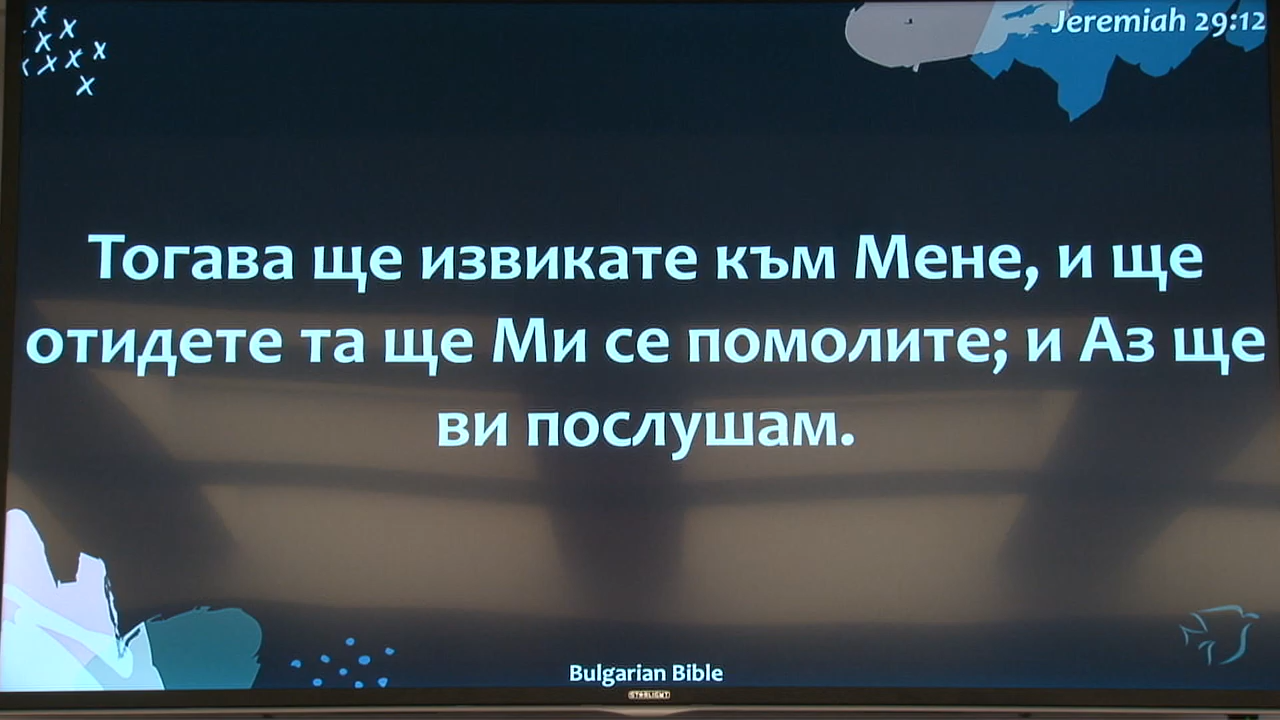 Jeremiah 29:12
Тогава ще извикате към Мене, и ще
отидете та ще Ми се помолите; и Аз ще
ви послушам.
Bulgarian Bible
STARLIGHT